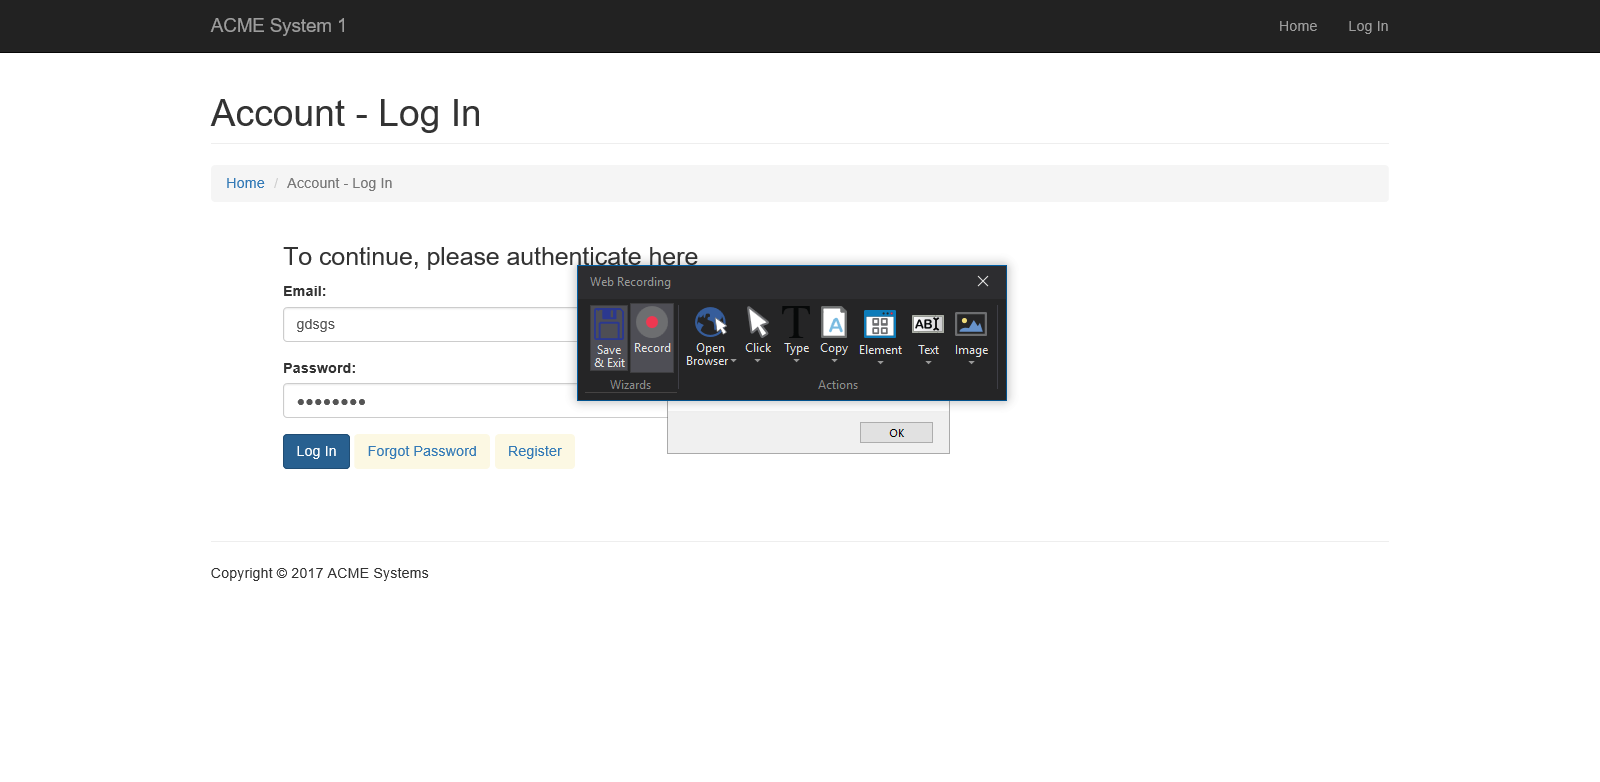 ACME System 1
Home
Log In
Account - Log In
Home / Account - Log In
To continue, please authenticate here
Email:
gdsgs
Password:
Web Recording
Save & Exit
Record
Open Browser
Click
Type
Copy
Element
Text
Image
Wizards
Actions
OK
Log In
Forgot Password
Register
Copyright © 2017 ACME Systems